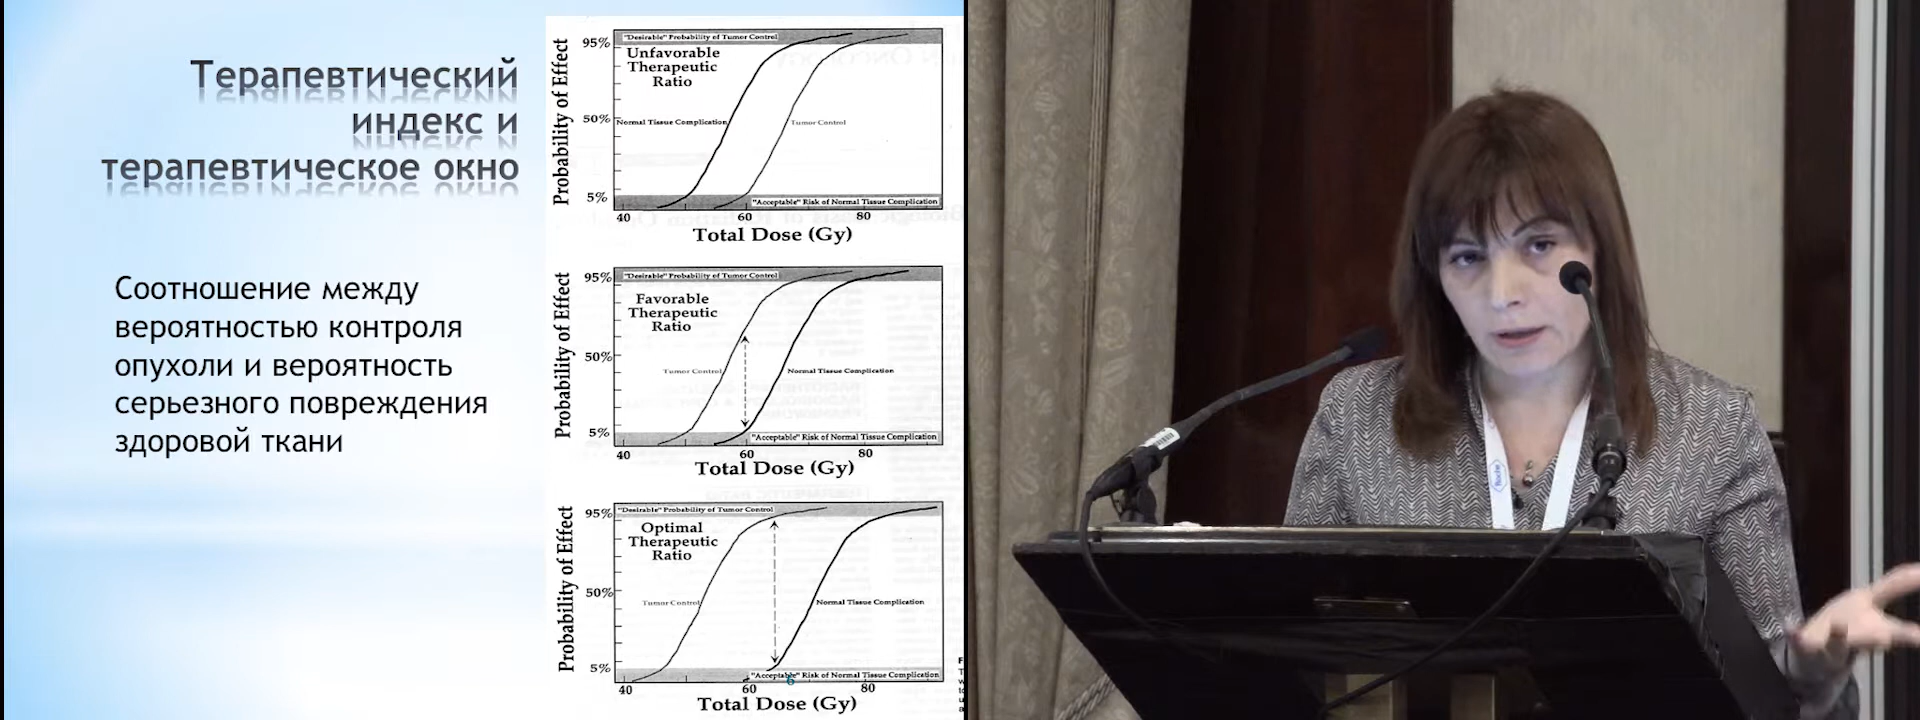 Терапевтический
индекс и
терапевтическое окно
Соотношение между
вероятностью контроля
опухоли и вероятность
серьезного повреждения
здоровой ткани
"Desirable" Probability of Tumor Control
Unfavorable
Therapeutic
Ratio
Probability of Effect
95%
50%
5%
Normal Tissue Complication
Tumor Control
"Acceptable" Risk of Normal Tissue Complication
40
60
80
Total Dose (Gy)
"Desirable" Probability of Tumor Control
Favorable
Therapeutic
Ratio
Probability of Effect
95%
50%
5%
Tumor Control
Normal Tissue Complication
"Acceptable" Risk of Normal Tissue Complication
40
60
80
Total Dose (Gy)
"Desirable" Probability of Tumor Control
Optimal
Therapeutic
Ratio
Probability of Effect
95%
50%
5%
Tumor Control
Normal Tissue Complication
"Acceptable" Risk of Normal Tissue Complication
6
40
60
80
Total Dose (Gy)
Roche